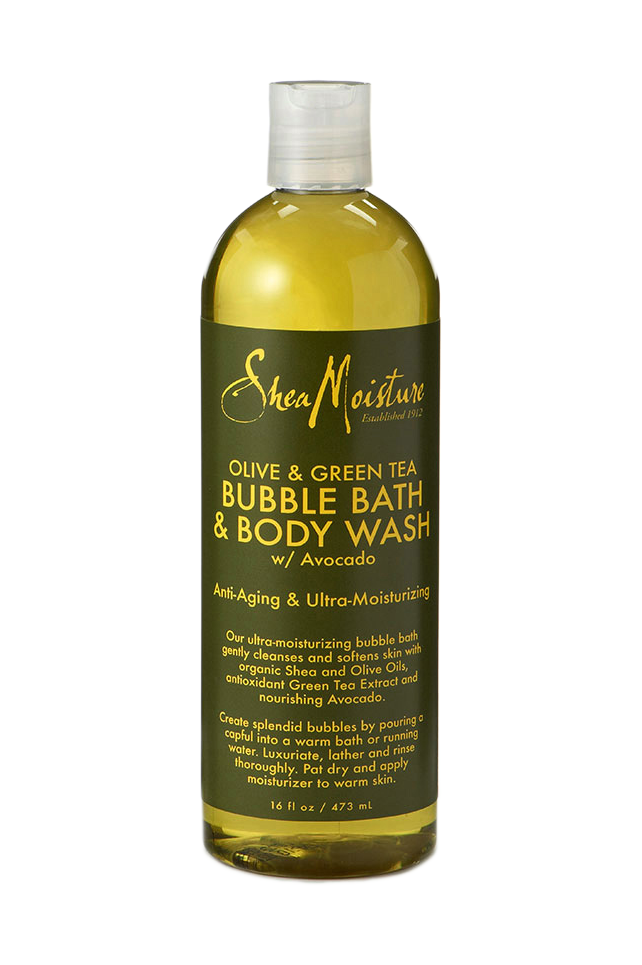 Shea Moisture
Established 1912
OLIVE & GREEN TEA
BUBBLE BATH
& BODY WASH
w/ Avocado
Anti-Aging & Ultra-Moisturizing
Our ultra-moisturizing bubble bath
gently cleanses and softens skin with
organic Shea and Olive Oils,
antioxidant Green Tea Extract and
nourishing Avocado.
Create splendid bubbles by pouring a
capful into a warm bath or running
water. Luxuriate, lather and rinse
thoroughly. Pat dry and apply
moisturizer to warm skin.
16 fl oz / 473 mL